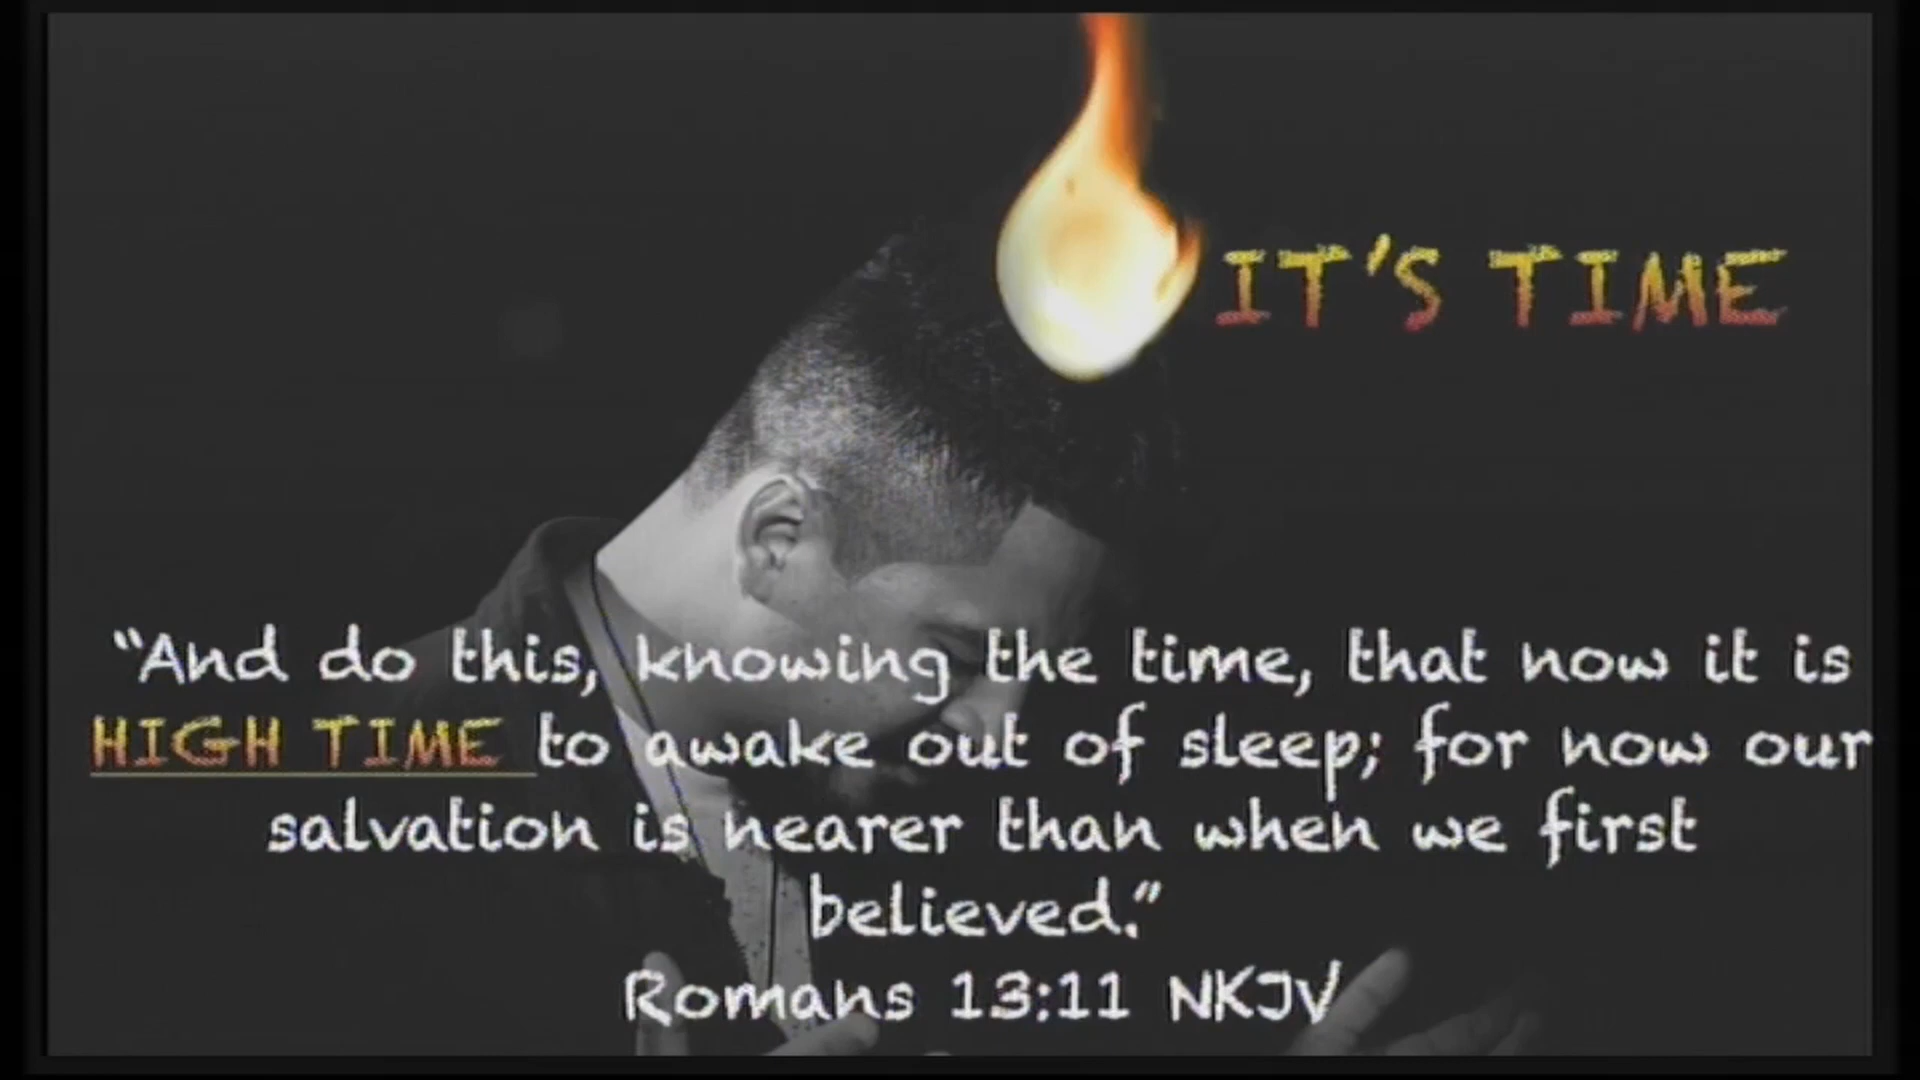 IT'S TIME
“And do this, knowing the time, that now it is
HIGH TIME to awake out of sleep; for now our
salvation is nearer than when we first
believed.”
Romans 13:11 NKJV